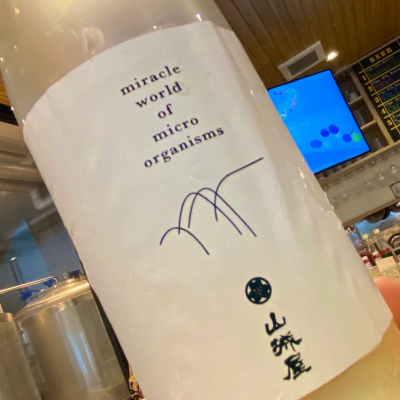 miracle
world
of
micro
organisms
山城屋